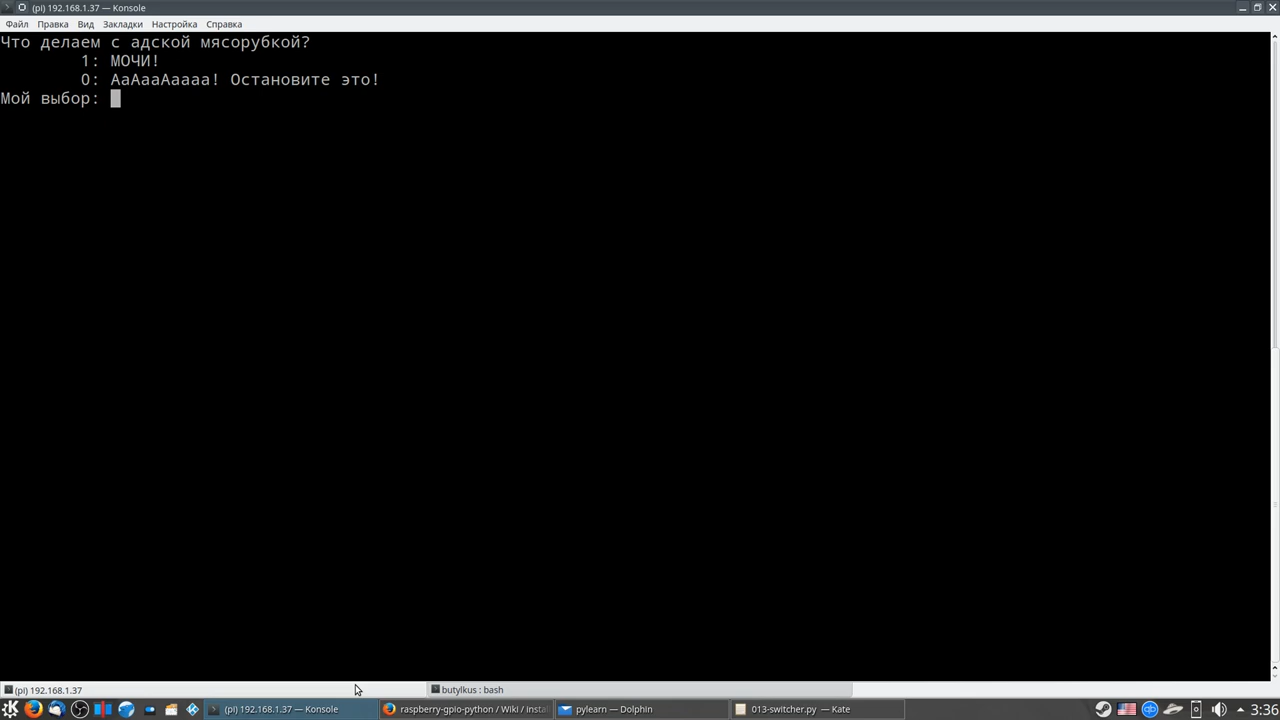 (pi) 192.168.1.37 — Konsole
Файл Правка Вид Закладки Настройка Справка
Что делаем с адской мясорубкой?
1: МОЧИ!
0: АаАааАаааа! Остановите это!
Мой выбор:
(pi) 192.168.1.37
butylkus : bash
(pi) 192.168.1.37 — Konsole
raspberry-gpio-python / Wiki / instal
pylearn — Dolphin
013-switcher.py — Kate
3:36